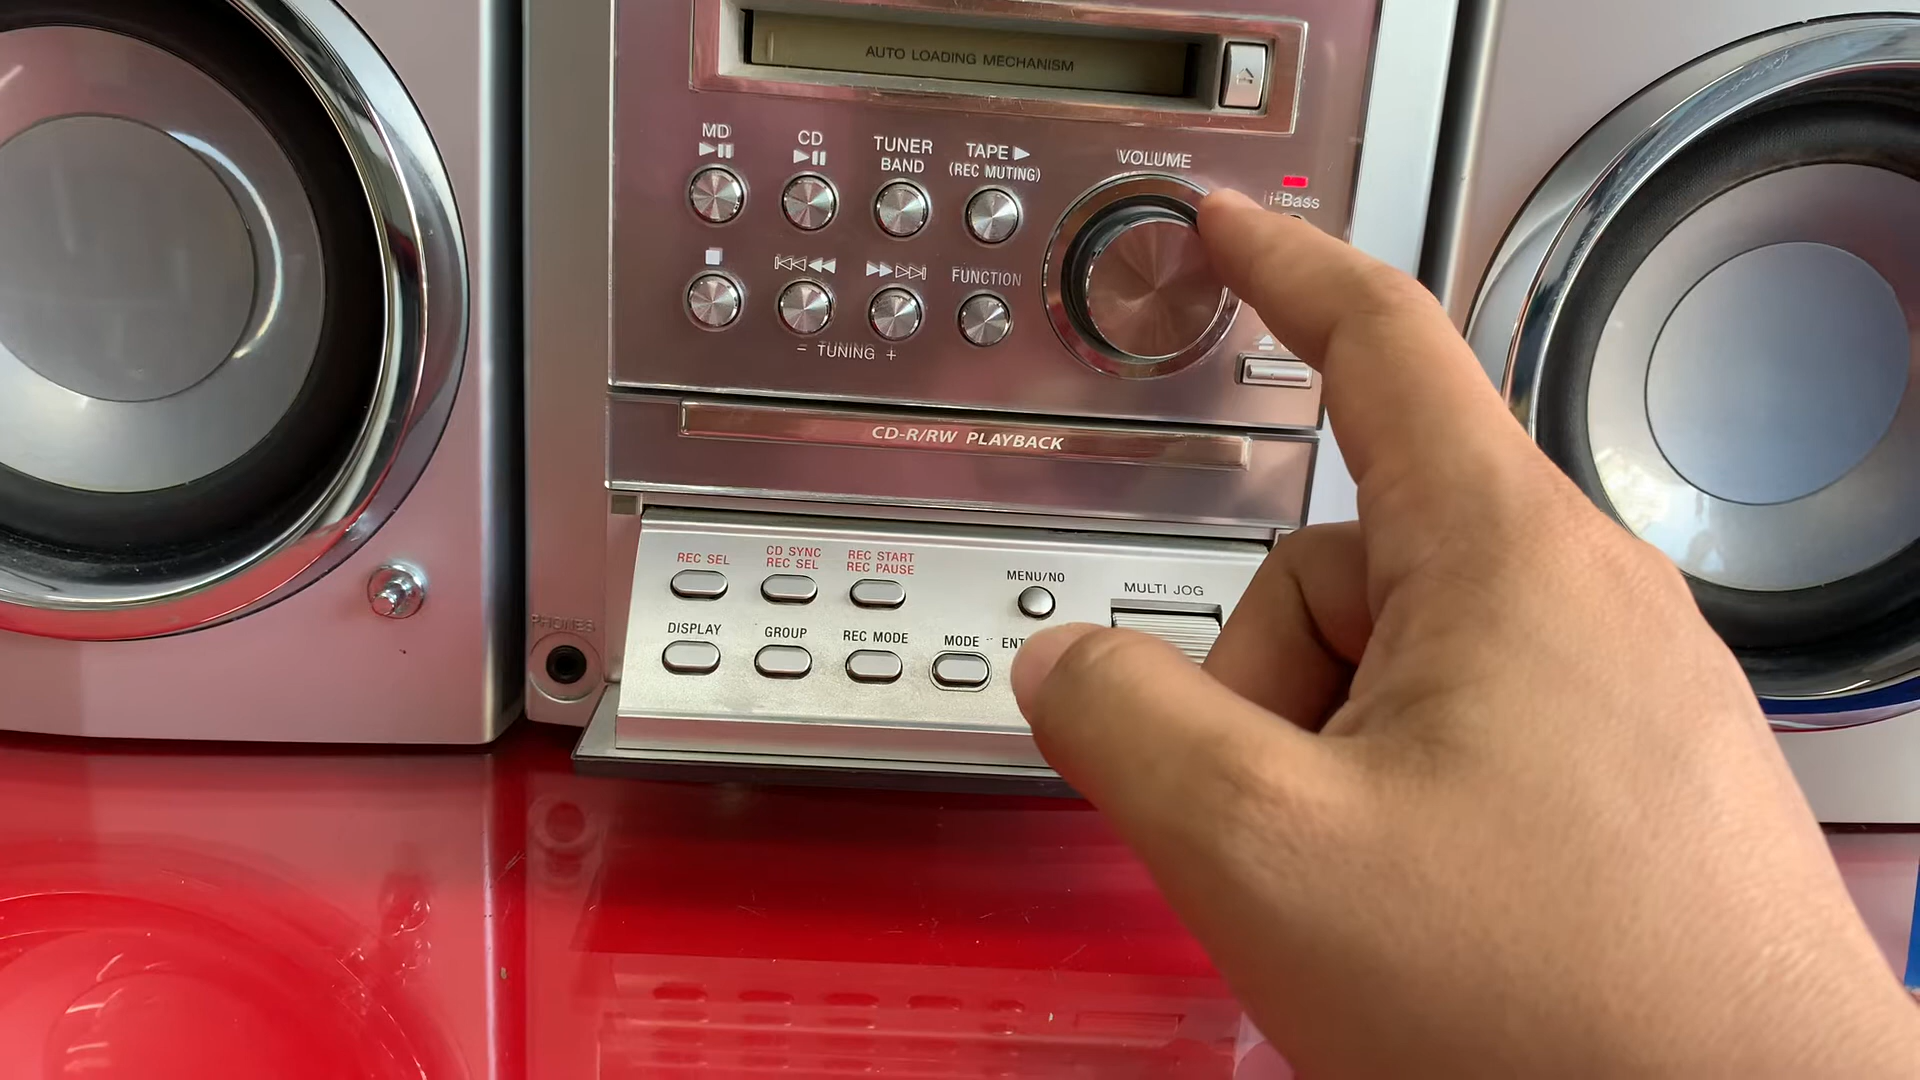 AUTO LOADING MECHANISM
MD
CD
TUNER
BAND
TAPE
(REC MUTING)
VOLUME
i-Bass
FUNCTION
- TUNING +
CD-R/RW PLAYBACK
REC SEL
CD SYNC
REC SEL
REC START
REC PAUSE
MENU/NO
MULTI JOG
PHONES
DISPLAY
GROUP
REC MODE
MODE